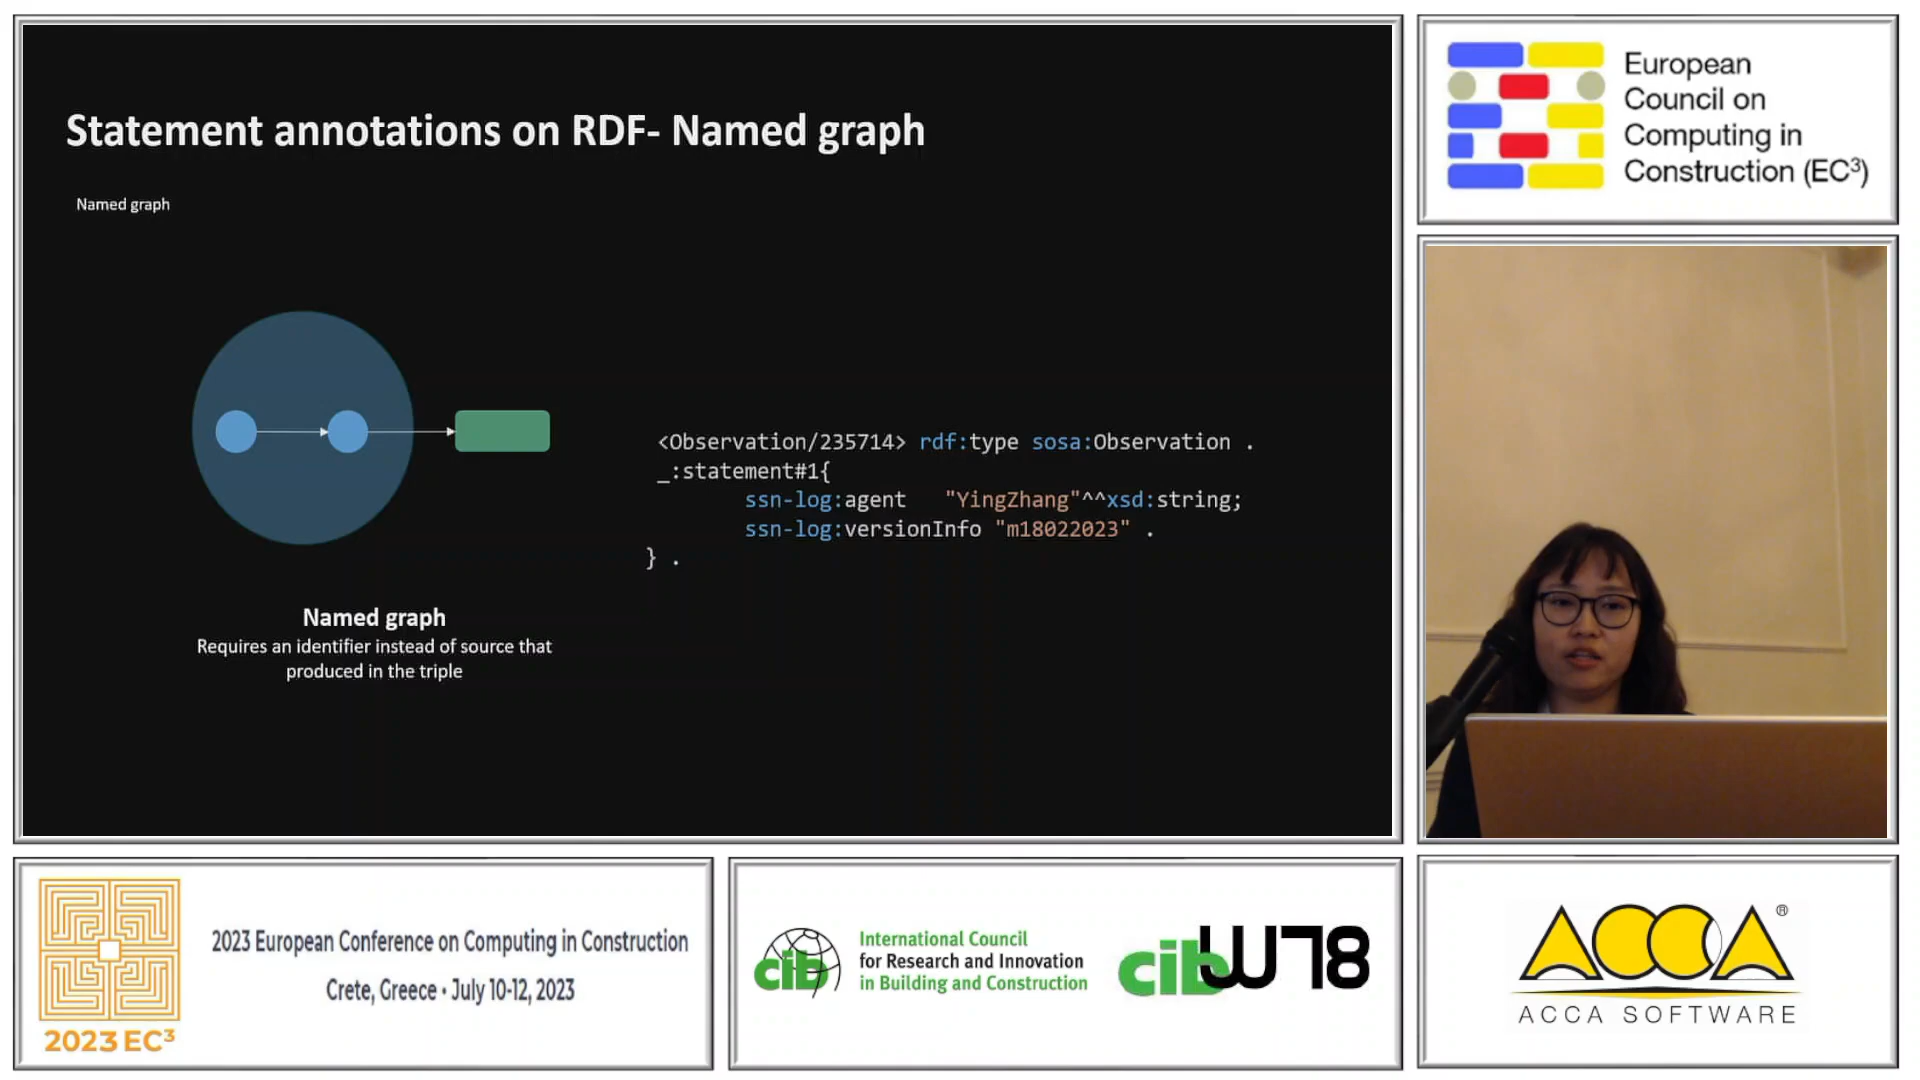 Statement annotations on RDF- Named graph
Named graph
<Observation/235714> rdf:type sosa:Observation .
_:statement#1{
ssn-log:agent "YingZhang"^^xsd:string;
ssn-log:versionInfo "m18022023" .
} .
Named graph
Requires an identifier instead of source that
produced in the triple
European
Council on
Computing in
Construction (EC³)
2023 EC³
2023 European Conference on Computing in Construction
Crete, Greece • July 10-12, 2023
cib
International Council
for Research and Innovation
in Building and Construction
cib W78
ACCA ®
ACCA SOFTWARE